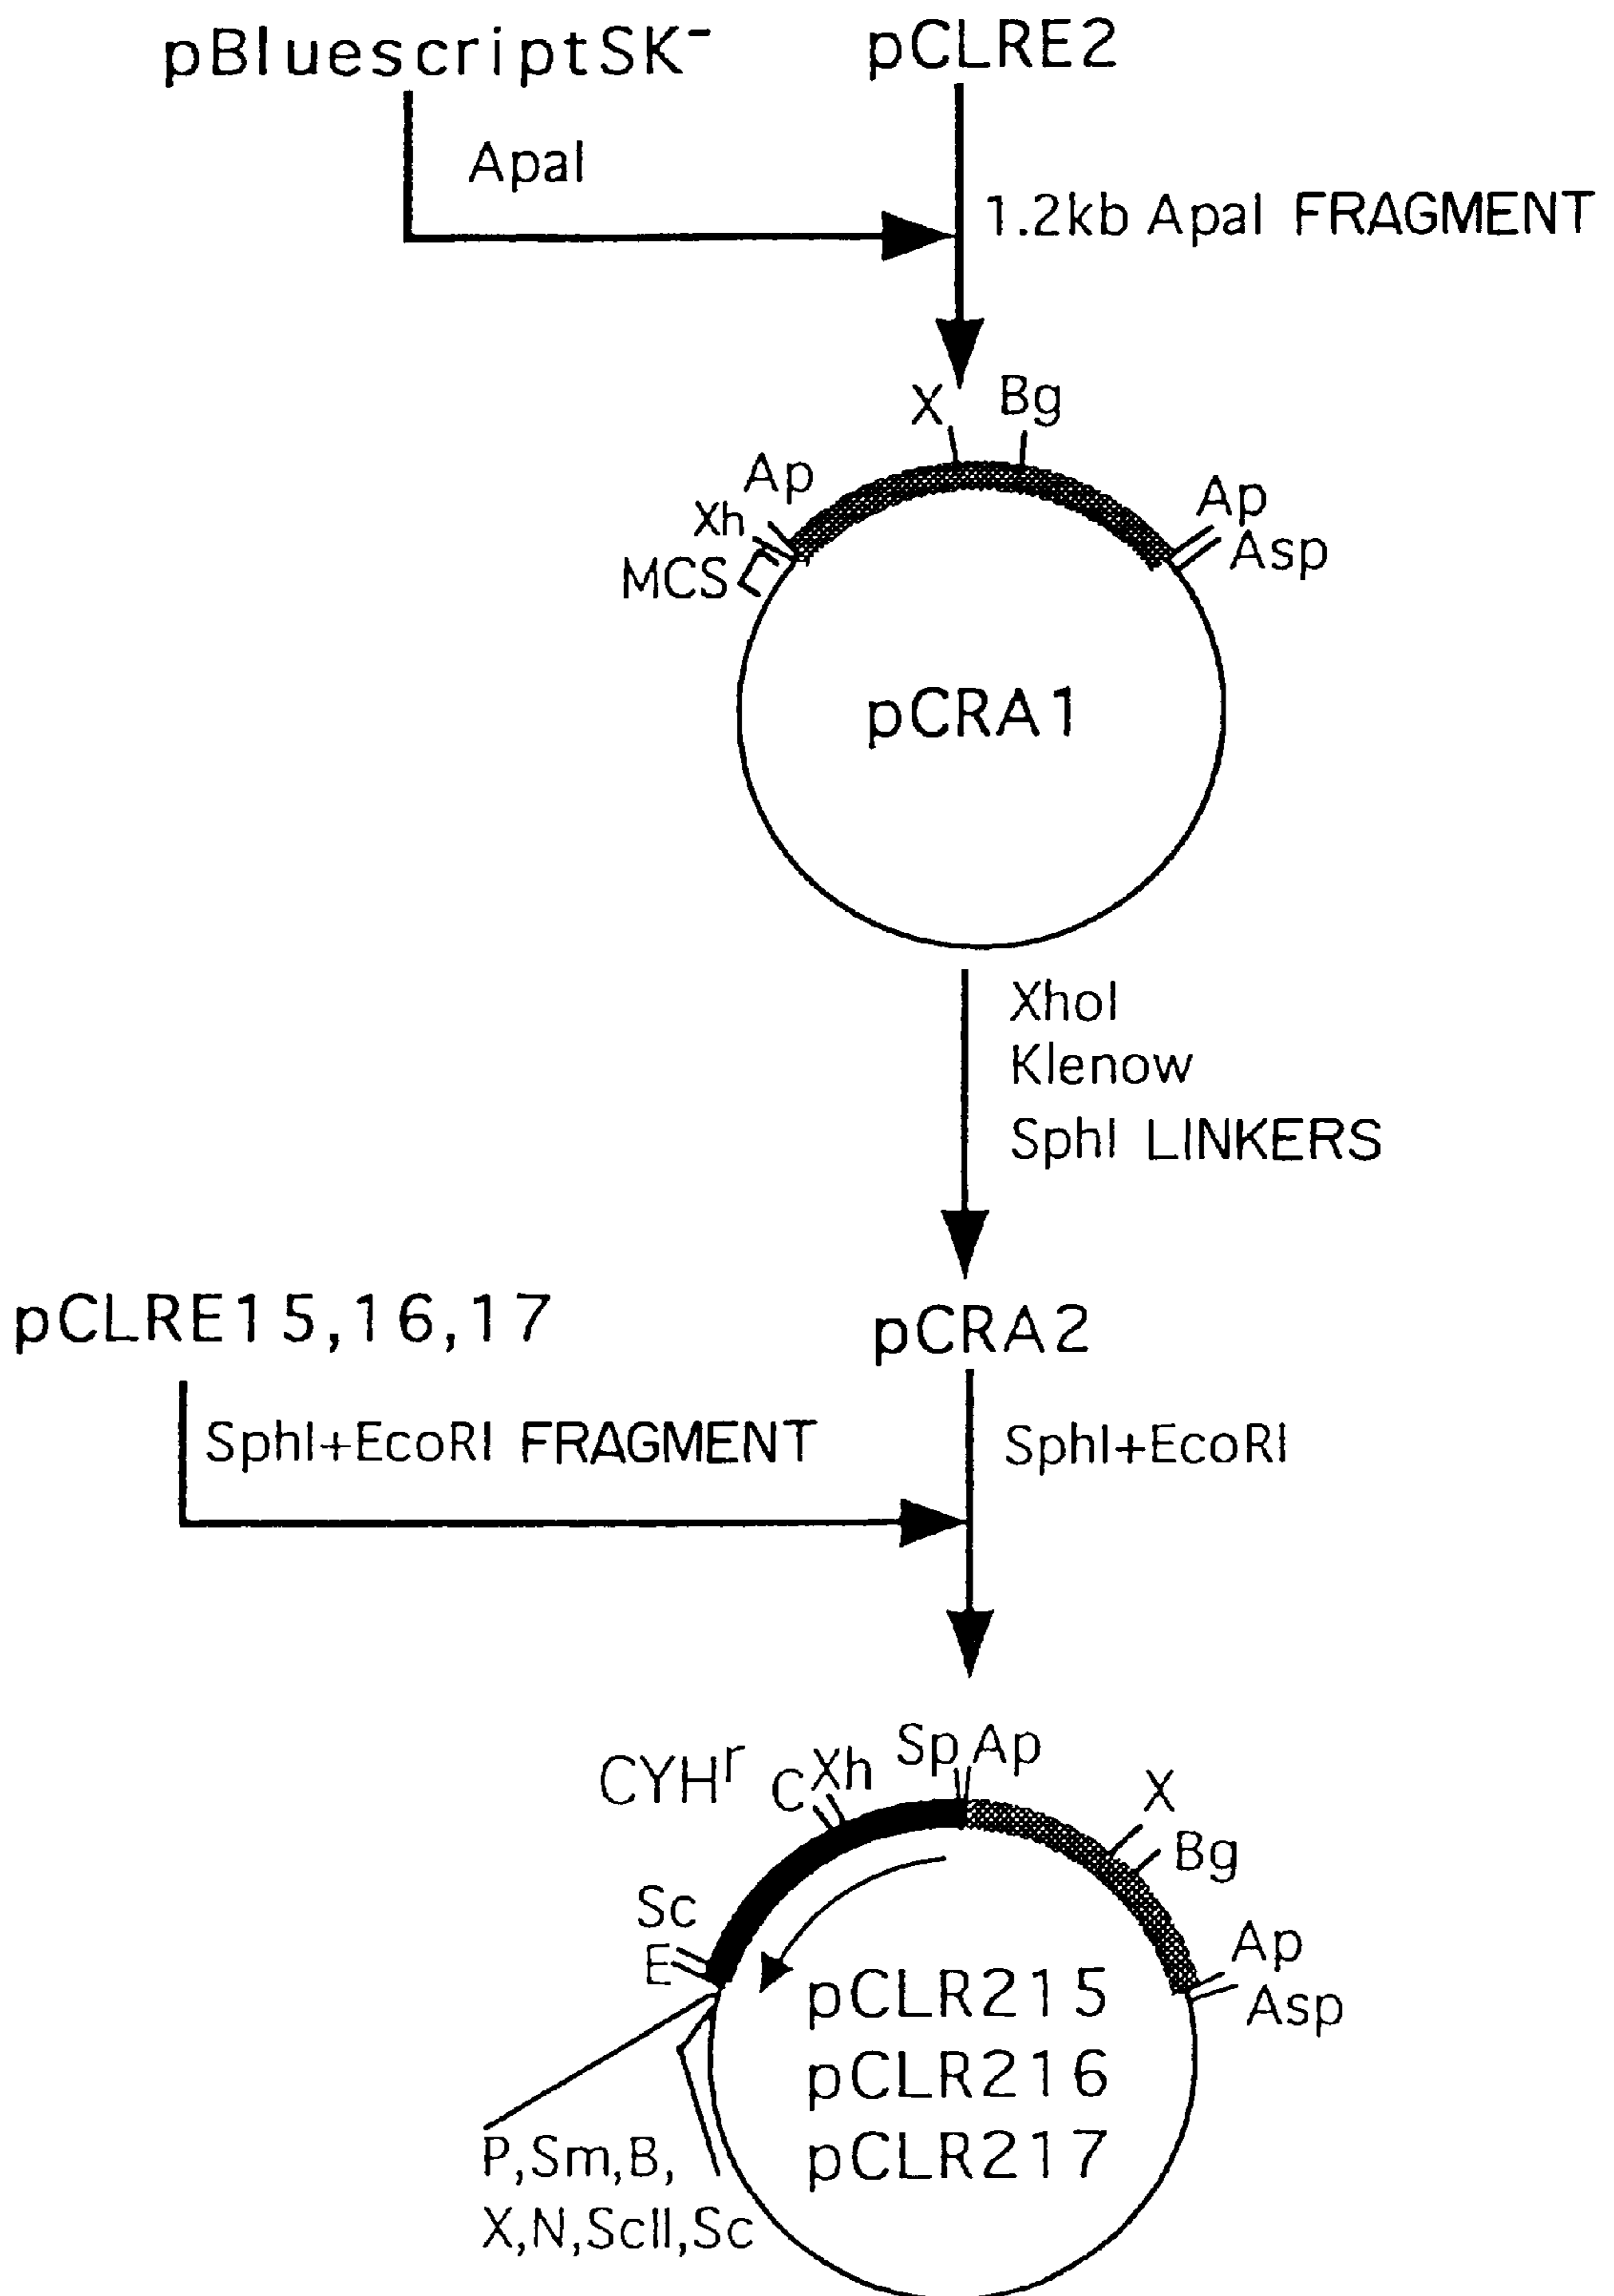 pBluescriptSK⁻ pCLRE2
ApaI
1.2kb ApaI FRAGMENT
X Bg
Ap Ap
Xh Asp
MCS
pCRA1
XhoI
Klenow
SphI LINKERS
pCLRE15,16,17 pCRA2
SphI+EcoRI FRAGMENT SphI+EcoRI
CYHʳ C Xh Sp Ap
X
Bg
Sc
E
Ap
Asp
pCLR215
pCLR216
pCLR217
P,Sm,B,
X,N,ScII,Sc